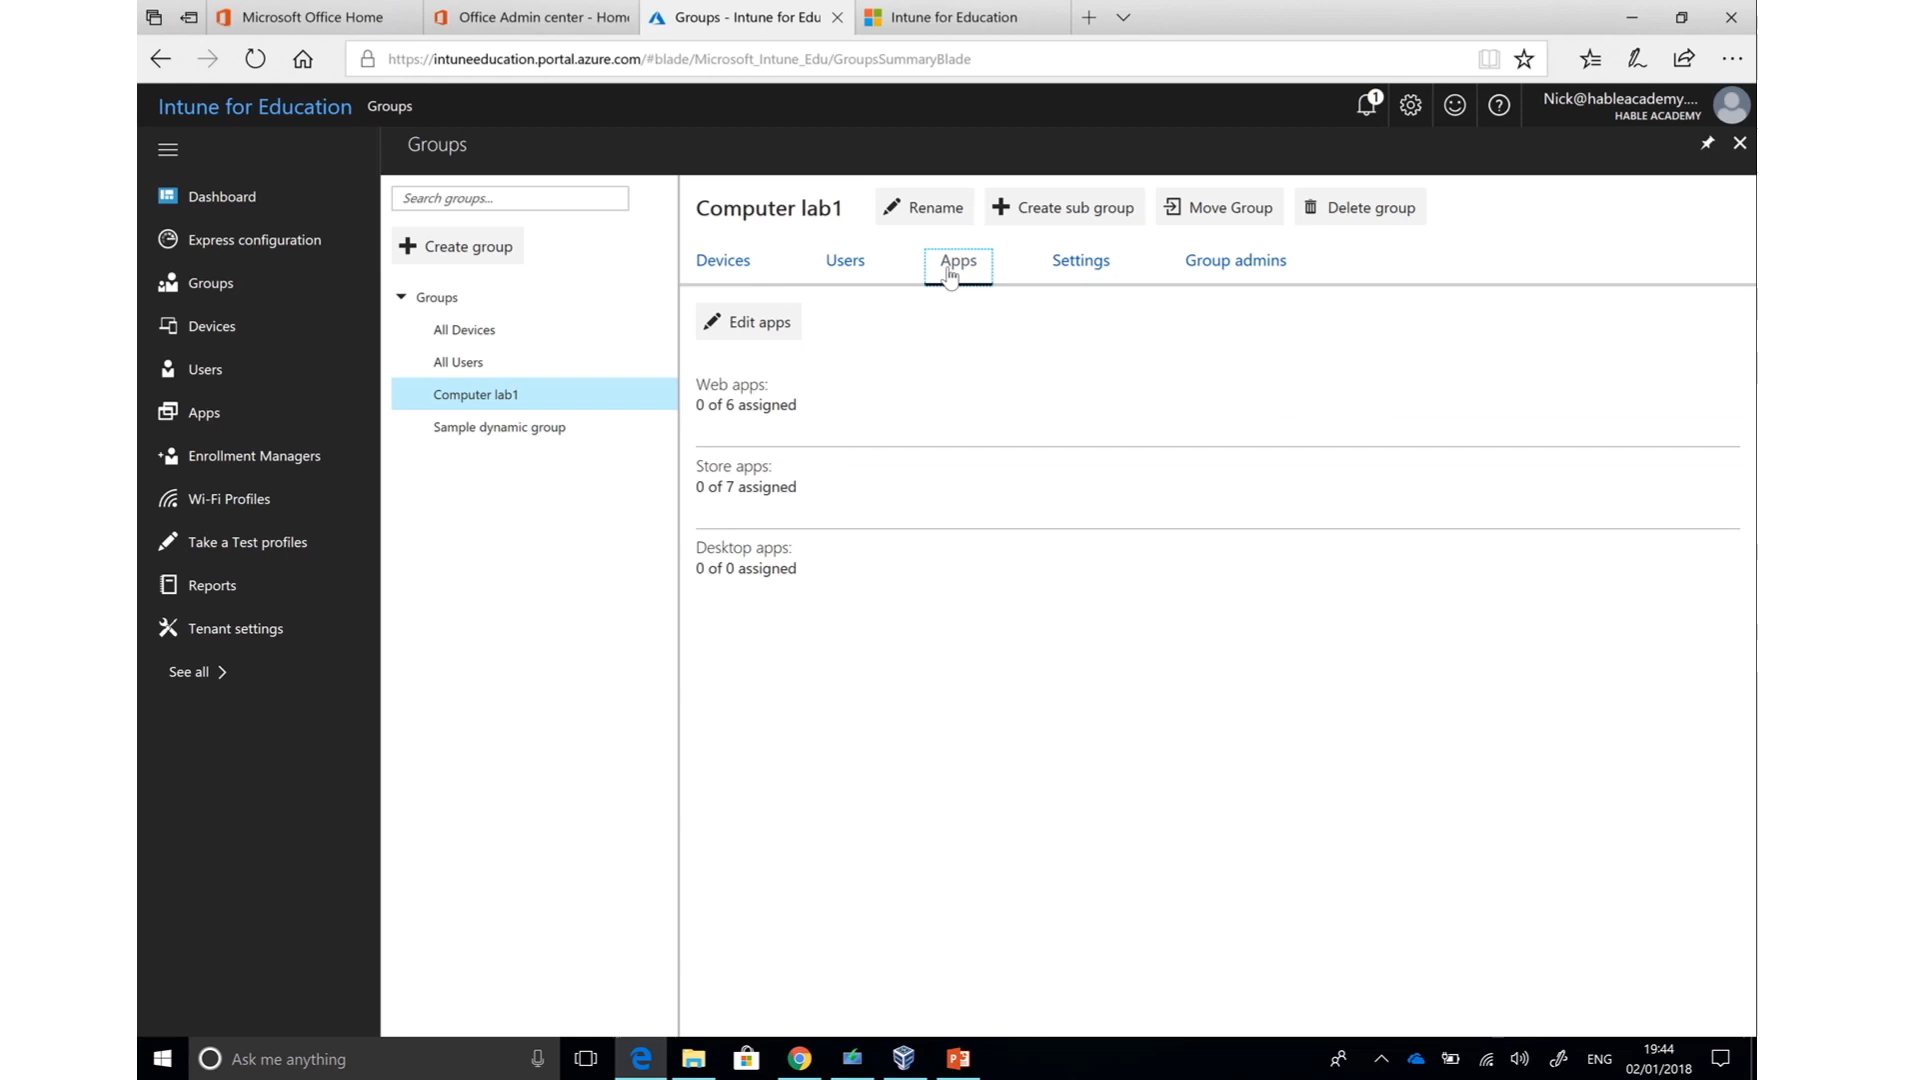 Microsoft Office Home
Office Admin center - Hom
Groups - Intune for Edu
Intune for Education
https://intuneeducation.portal.azure.com/#blade/Microsoft_Intune_Edu/GroupsSummaryBlade
Intune for Education
Groups
1
Nick@hableacademy....
HABLE ACADEMY
Groups
Dashboard
Express configuration
Groups
Devices
Users
Apps
Enrollment Managers
Wi-Fi Profiles
Take a Test profiles
Reports
Tenant settings
See all
Search groups...
Create group
Groups
All Devices
All Users
Computer lab1
Sample dynamic group
Computer lab1
Rename
Create sub group
Move Group
Delete group
Devices
Users
Apps
Settings
Group admins
Edit apps
Web apps:
0 of 6 assigned
Store apps:
0 of 7 assigned
Desktop apps:
0 of 0 assigned
Ask me anything
ENG
19:44
02/01/2018